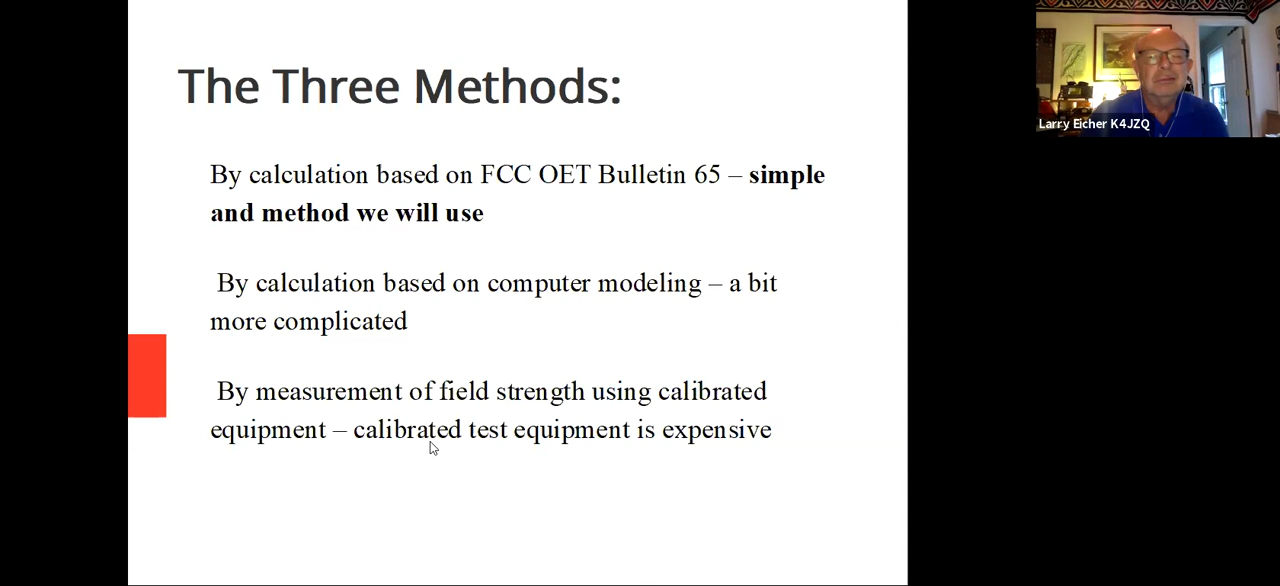 The Three Methods:
By calculation based on FCC OET Bulletin 65 – simple
and method we will use
By calculation based on computer modeling – a bit
more complicated
By measurement of field strength using calibrated
equipment – calibrated test equipment is expensive
Larry Eicher K4JZQ